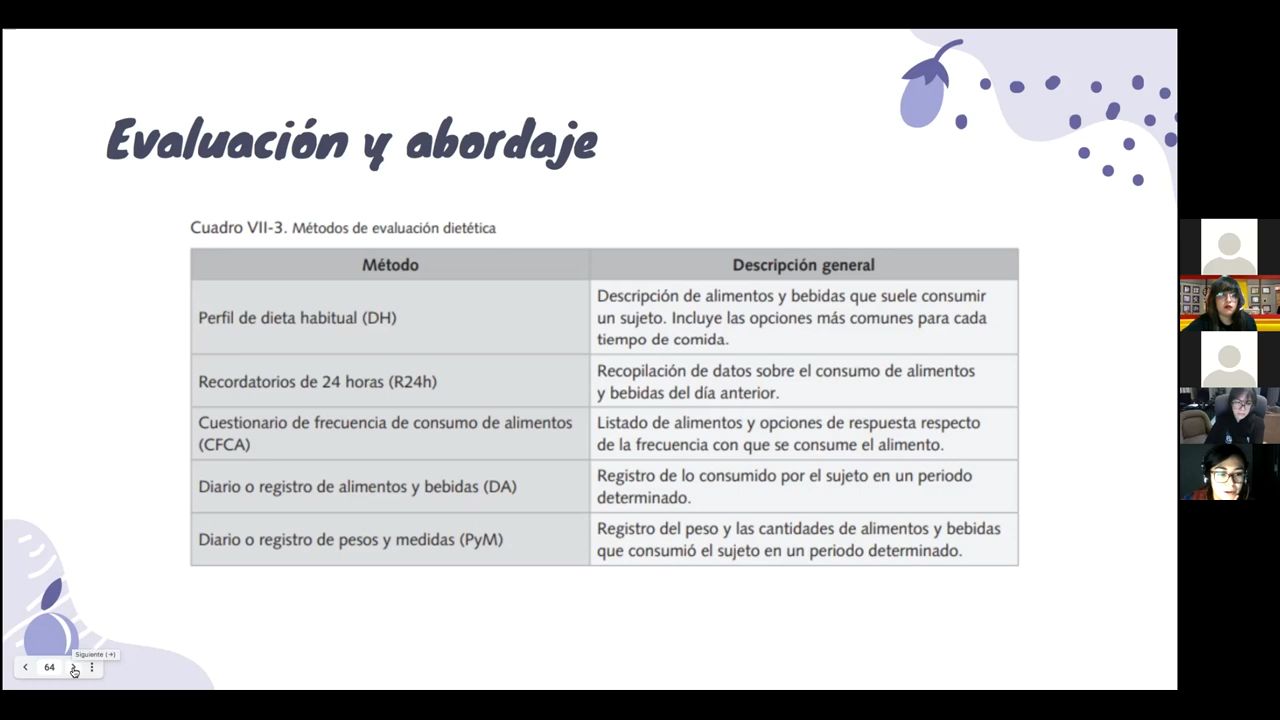 Evaluación y abordaje
Cuadro VII-3. Métodos de evaluación dietética
Método
Descripción general
Perfil de dieta habitual (DH)
Descripción de alimentos y bebidas que suele consumir
un sujeto. Incluye las opciones más comunes para cada
tiempo de comida.
Recordatorios de 24 horas (R24h)
Recopilación de datos sobre el consumo de alimentos
y bebidas del día anterior.
Cuestionario de frecuencia de consumo de alimentos
(CFCA)
Listado de alimentos y opciones de respuesta respecto
de la frecuencia con que se consume el alimento.
Diario o registro de alimentos y bebidas (DA)
Registro de lo consumido por el sujeto en un periodo
determinado.
Diario o registro de pesos y medidas (PyM)
Registro del peso y las cantidades de alimentos y bebidas
que consumió el sujeto en un periodo determinado.
Siguiente (→)
64